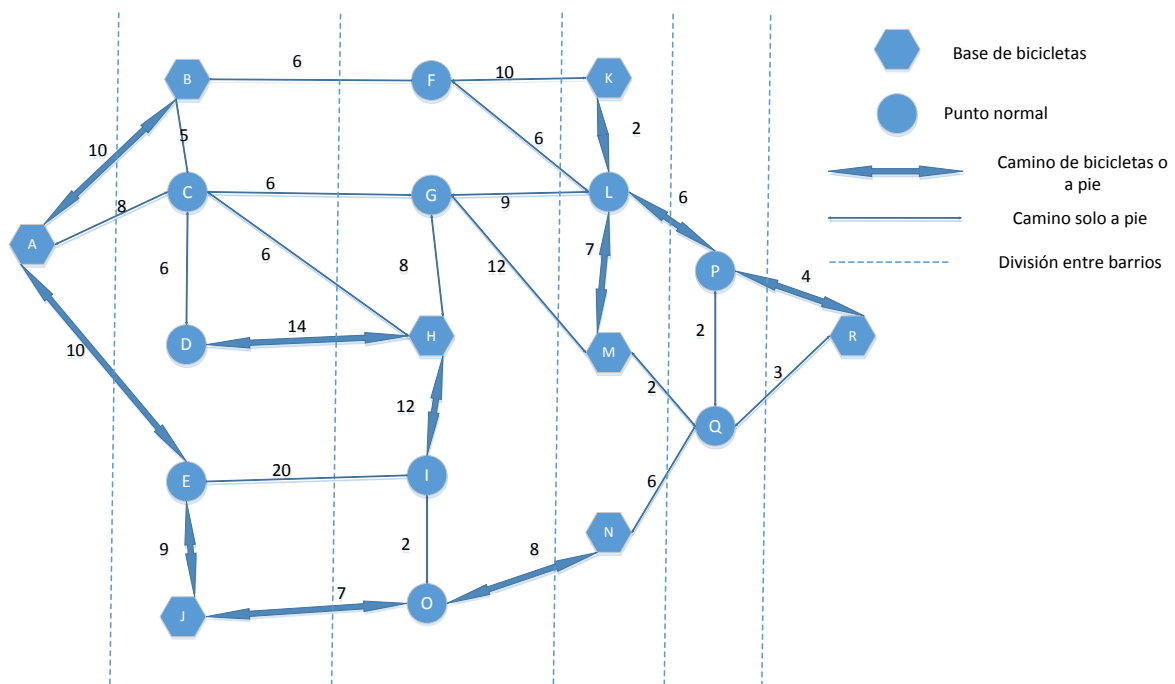 B
6
F
10
K
Base de bicicletas
10
5
6
2
Punto normal
8
C
6
G
9
L
6
Camino de bicicletas o
a pie
Camino solo a pie
A
6
6
8
12
7
P
4
División entre barrios
10
D
14
H
M
2
R
12
2
3
E
20
I
Q
6
9
2
8
N
J
7
O